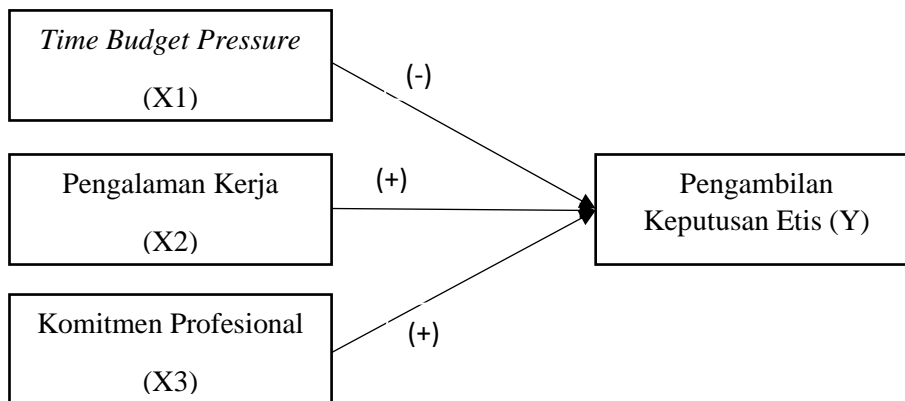 Time Budget Pressure
(X1)
(-)
Pengalaman Kerja
(X2)
(+)
Pengambilan
Keputusan Etis (Y)
Komitmen Profesional
(X3)
(+)